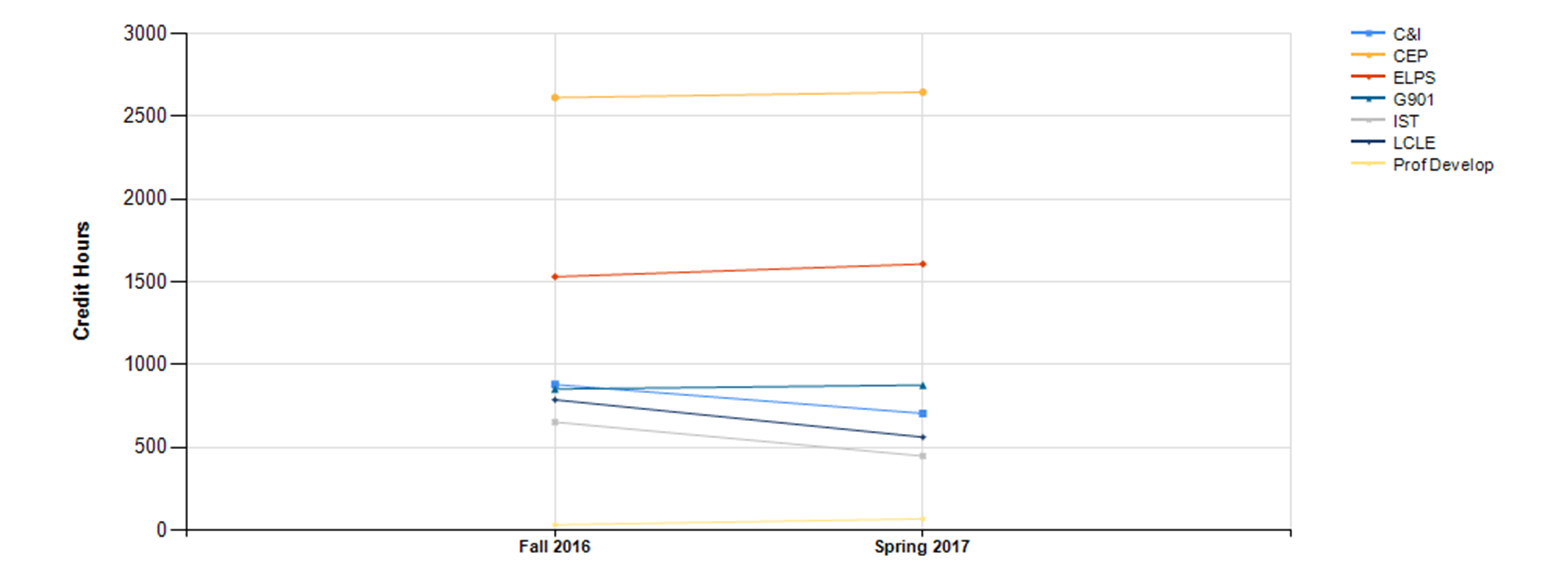 3000
2500
2000
1500
1000
500
0
Credit Hours
Fall 2016
Spring 2017
C&I
CEP
ELPS
G901
IST
LCLE
Prof Develop